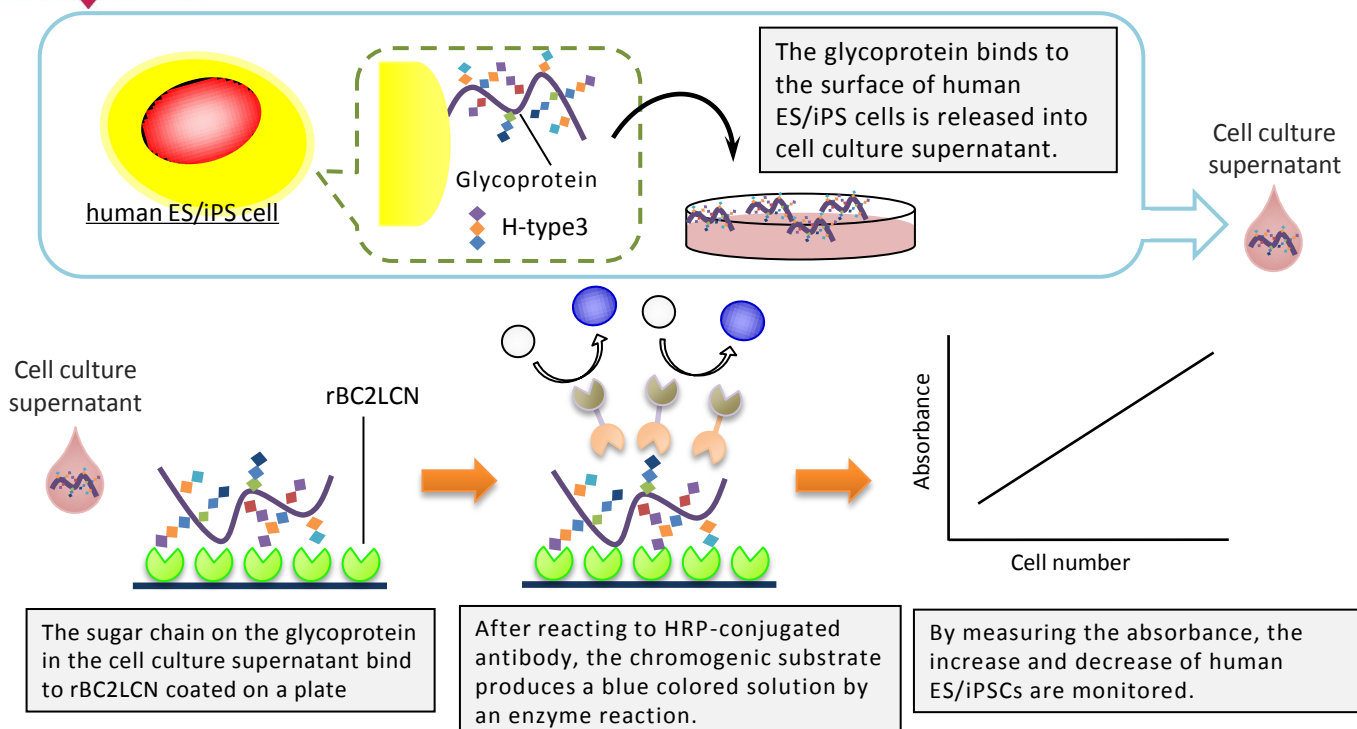 The glycoprotein binds to
the surface of human
ES/iPS cells is released into
cell culture supernatant.
Cell culture
supernatant
Glycoprotein
human ES/iPS cell
H-type3
Cell culture
supernatant
rBC2LCN
Absorbance
Cell number
The sugar chain on the glycoprotein
in the cell culture supernatant bind
to rBC2LCN coated on a plate
After reacting to HRP-conjugated
antibody, the chromogenic substrate
produces a blue colored solution by
an enzyme reaction.
By measuring the absorbance, the
increase and decrease of human
ES/iPSCs are monitored.